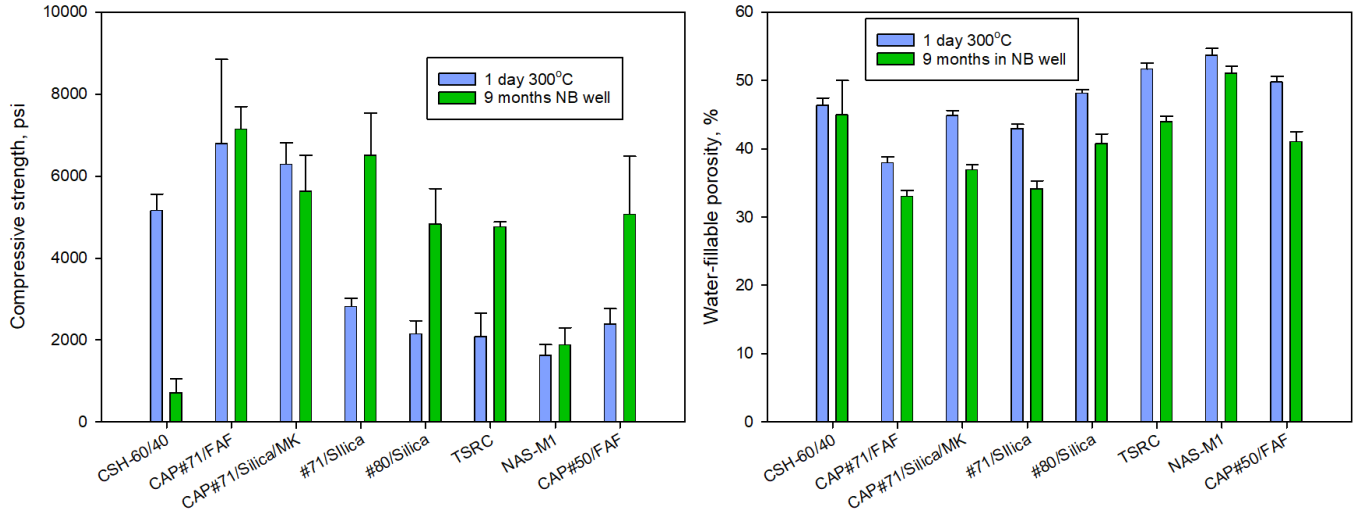 Compressive strength, psi
10000
8000
6000
4000
2000
0
1 day 300°C
9 months NB well
CSH-60/40
CAP#71/FAF
CAP#71/Silica/MK
#71/SIlica
#80/Silica
TSRC
NAS-M1
CAP#50/FAF
Water-fillable porosity, %
60
50
40
30
20
10
0
1 day 300°C
9 months in NB well
CSH-60/40
CAP#71/FAF
CAP#71/Silica/MK
#71/SIlica
#80/Silica
TSRC
NAS-M1
CAP#50/FAF